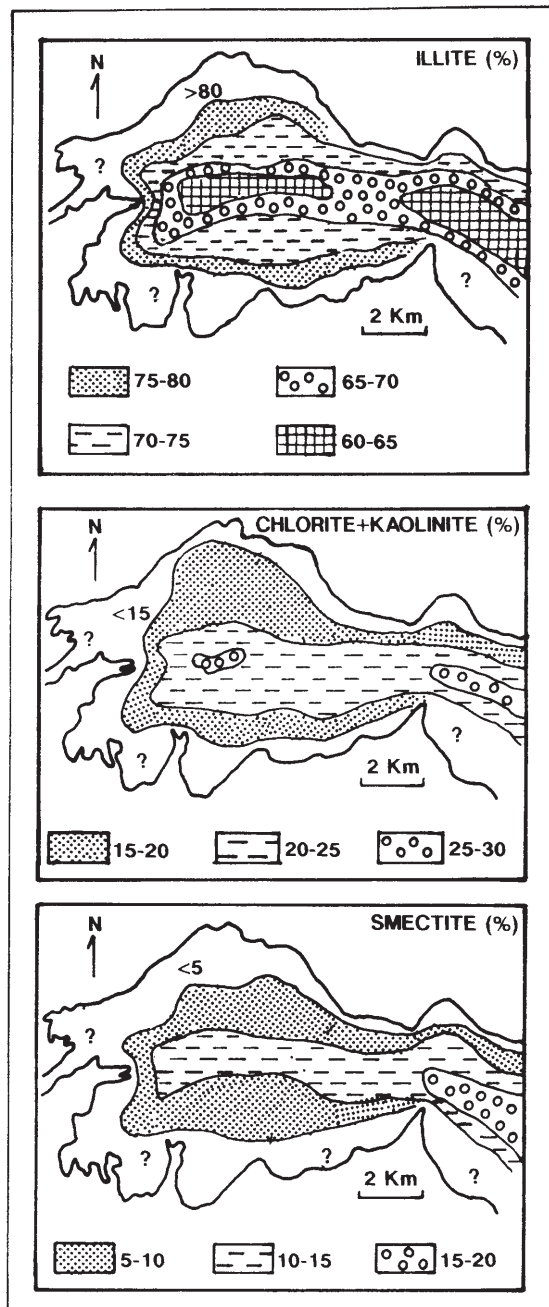 ILLITE (%)
N
>80
?
?
?
2 Km
75-80
65-70
70-75
60-65
CHLORITE+KAOLINITE (%)
N
<15
?
?
?
2 Km
15-20
20-25
25-30
SMECTITE (%)
N
<5
?
?
?
?
2 Km
5-10
10-15
15-20